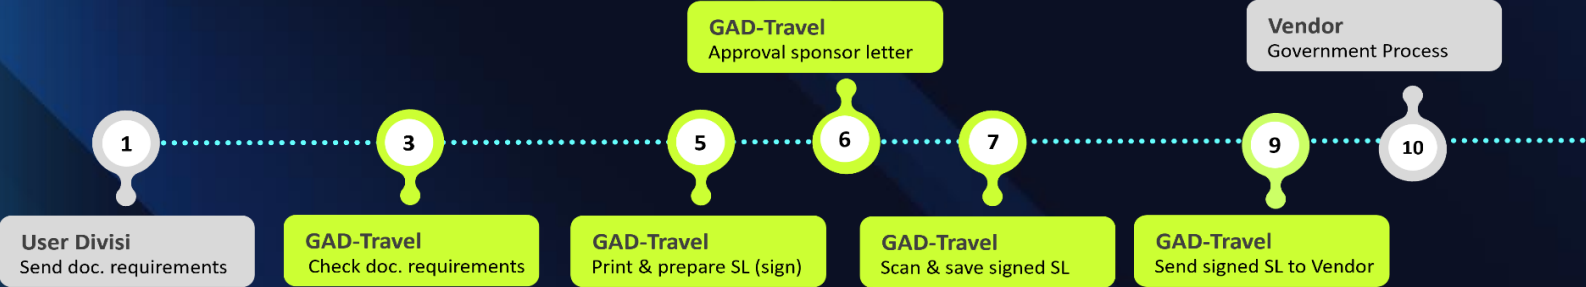 GAD-Travel
Approval sponsor letter
Vendor
Government Process
1
3
5
6
7
9
10
User Divisi
Send doc. requirements
GAD-Travel
Check doc. requirements
GAD-Travel
Print & prepare SL (sign)
GAD-Travel
Scan & save signed SL
GAD-Travel
Send signed SL to Vendor